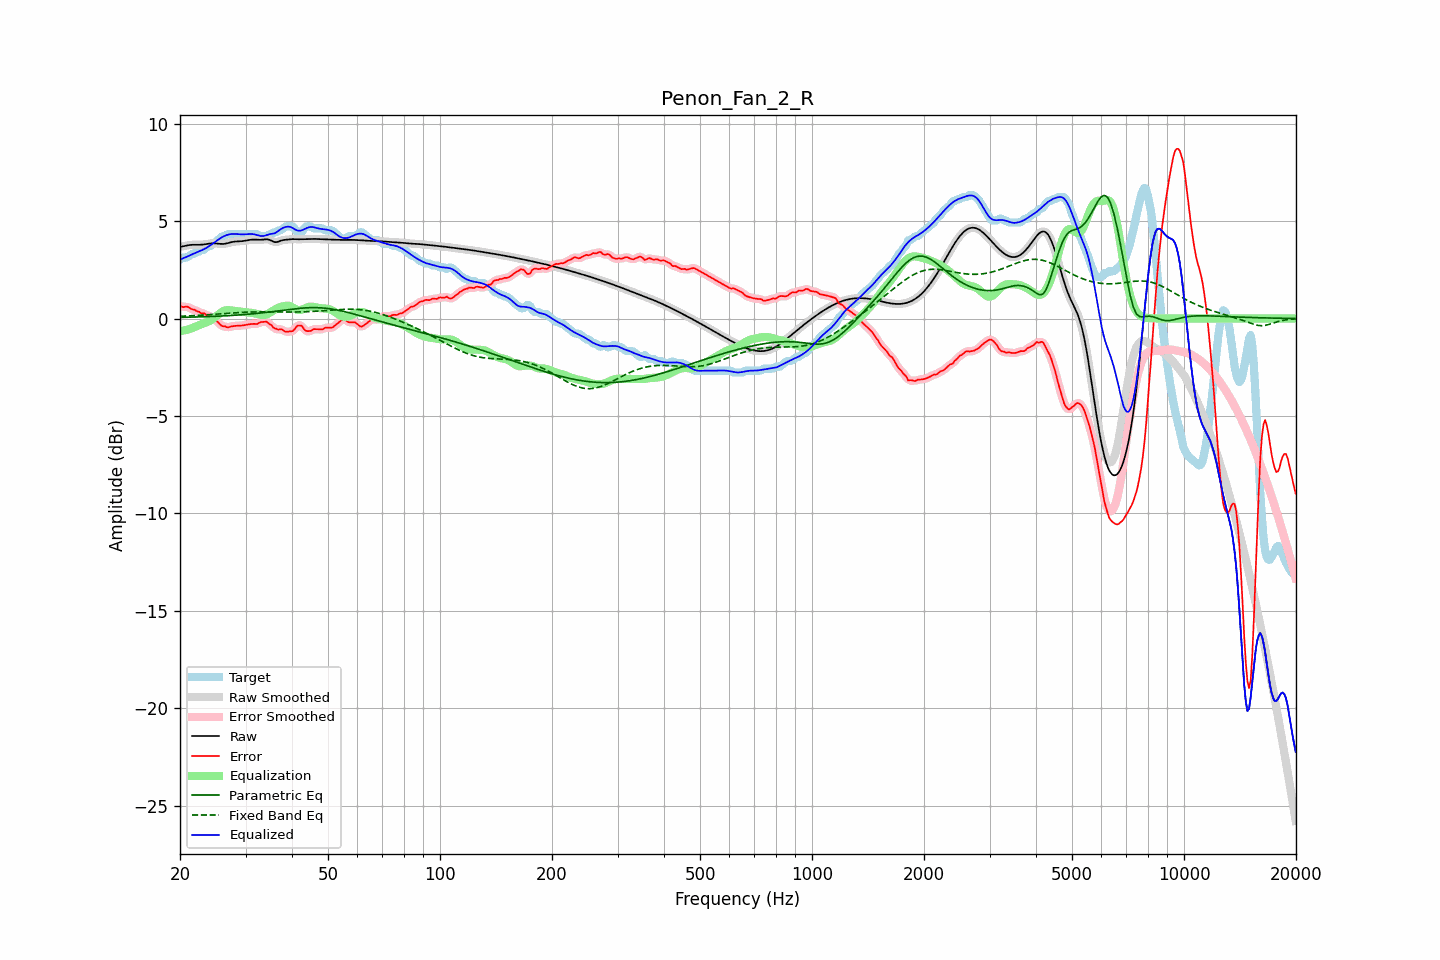 Penon_Fan_2_R
10
5
0
−5
−10
−15
−20
−25
Amplitude (dBr)
Target
Raw Smoothed
Error Smoothed
Raw
Error
Equalization
Parametric Eq
Fixed Band Eq
Equalized
20
50
100
200
500
1000
2000
5000
10000
20000
Frequency (Hz)